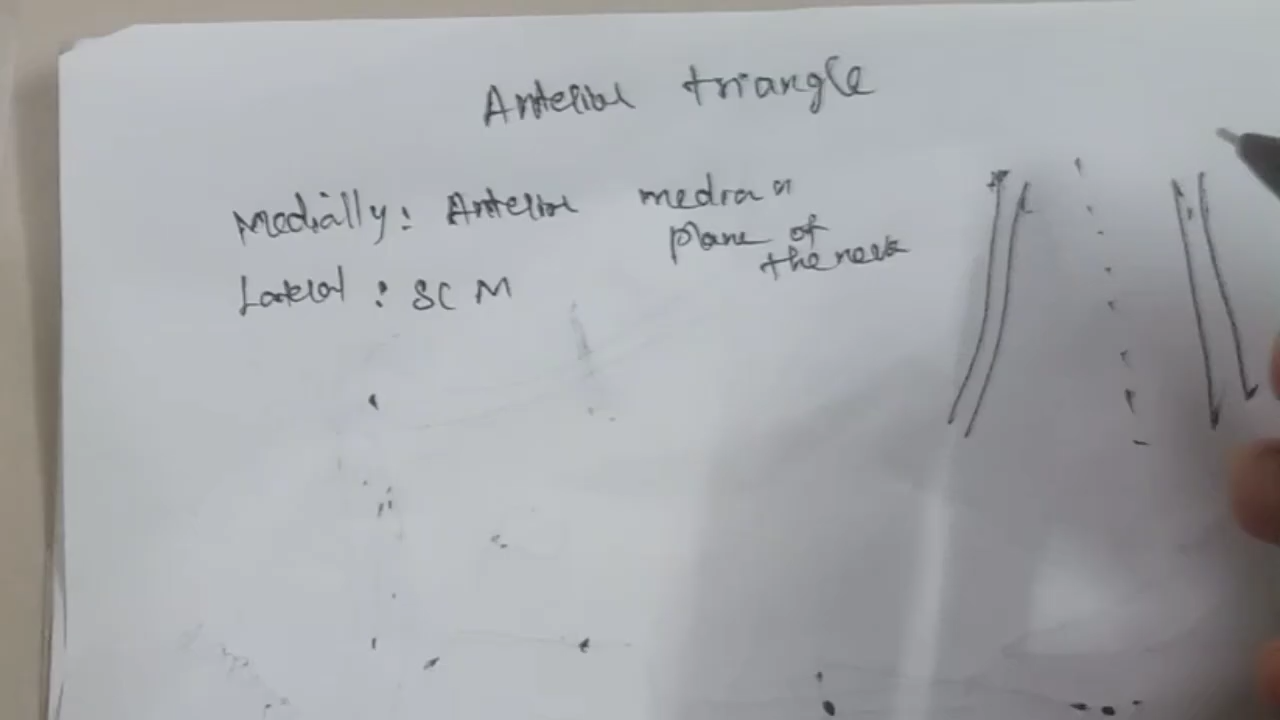 Anterior triangle
Medially: Anterior median
plane of
the neck
Lateral : SCM